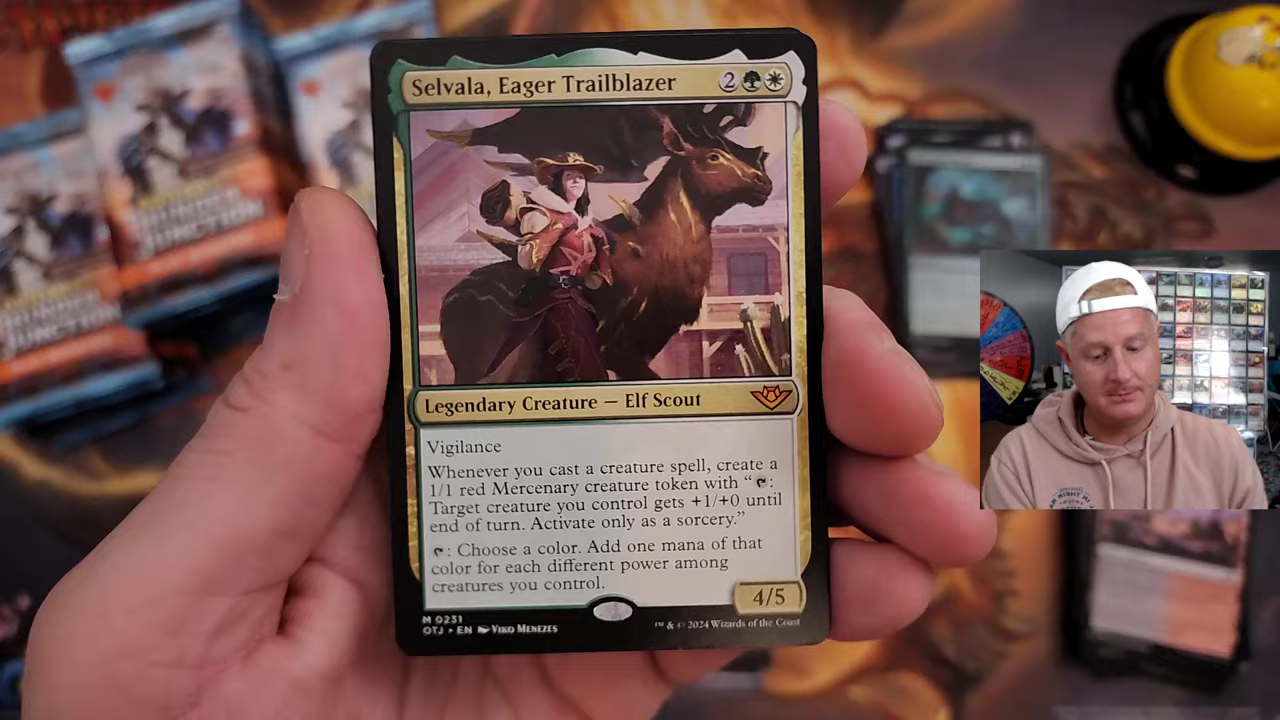 Selvala, Eager Trailblazer 2
Legendary Creature — Elf Scout
Vigilance
Whenever you cast a creature spell, create a
1/1 red Mercenary creature token with “: 
Target creature you control gets +1/+0 until
end of turn. Activate only as a sorcery.”
: Choose a color. Add one mana of that
color for each different power among
creatures you control.
4/5
M 0231
OTJ • EN Viko Menezes
™ & © 2024 Wizards of the Coast
JUNCTION
JUNCTION